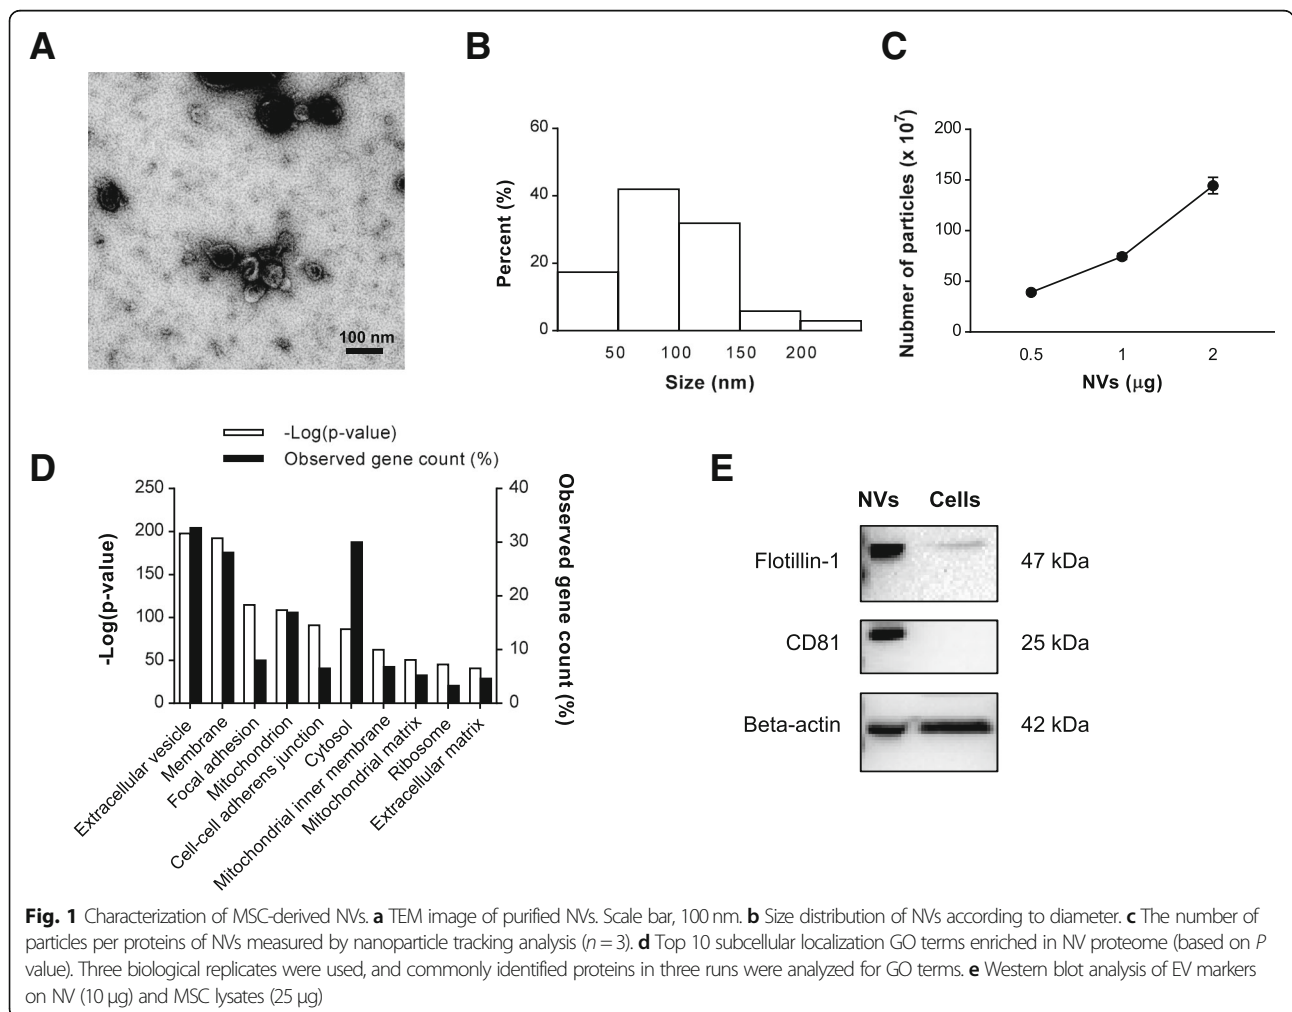 A
100 nm
B
60
40
20
0
Percent (%)
50 100 150 200
Size (nm)
C
200
150
100
50
0
Nubmer of particles (x 10⁷)
0.5 1 2
NVs (μg)
D
-Log(p-value)
Observed gene count (%)
250
200
150
100
50
0
-Log(p-value)
40
30
20
10
0
Observed gene count (%)
Extracellular vesicle
Membrane
Focal adhesion
Mitochondrion
Cell-cell adherens junction
Cytosol
Mitochondrial inner membrane
Mitochondrial matrix
Ribosome
Extracellular matrix
E
NVs Cells
Flotillin-1 47 kDa
CD81 25 kDa
Beta-actin 42 kDa
Fig. 1 Characterization of MSC-derived NVs. a TEM image of purified NVs. Scale bar, 100 nm. b Size distribution of NVs according to diameter. c The number of
particles per proteins of NVs measured by nanoparticle tracking analysis (n = 3). d Top 10 subcellular localization GO terms enriched in NV proteome (based on P
value). Three biological replicates were used, and commonly identified proteins in three runs were analyzed for GO terms. e Western blot analysis of EV markers
on NV (10 μg) and MSC lysates (25 μg)